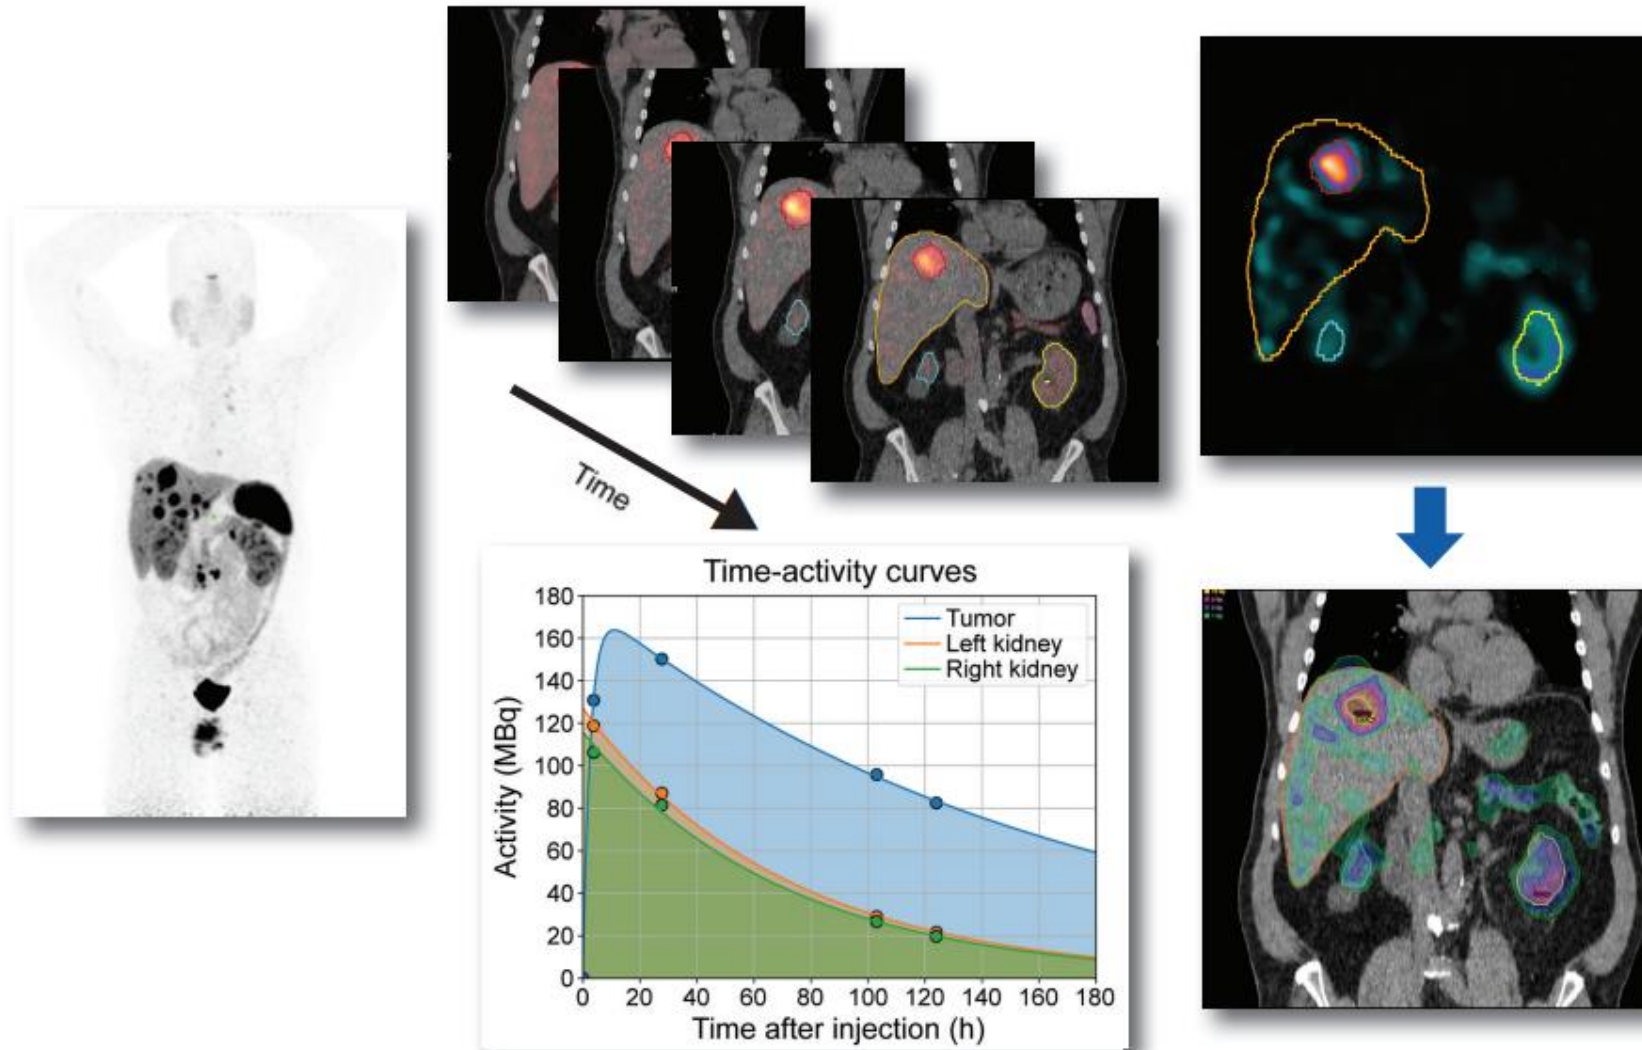 Time
Time-activity curves
Tumor
Left kidney
Right kidney
Activity (MBq)
180
160
140
120
100
80
60
40
20
0
0 20 40 60 80 100 120 140 160 180
Time after injection (h)